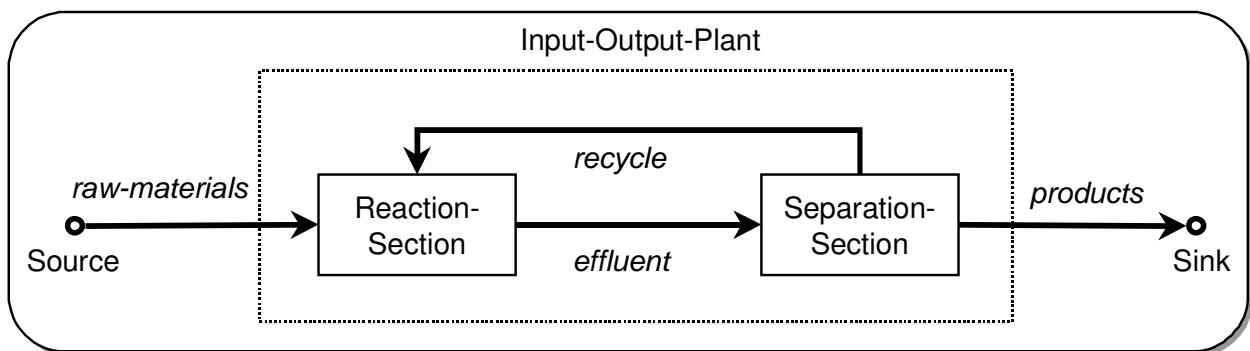 Input-Output-Plant
recycle
raw-materials
products
Reaction-
Section
Separation-
Section
Source
effluent
Sink